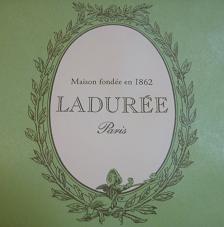 Maison fondée en 1862
LADURÉE
Paris